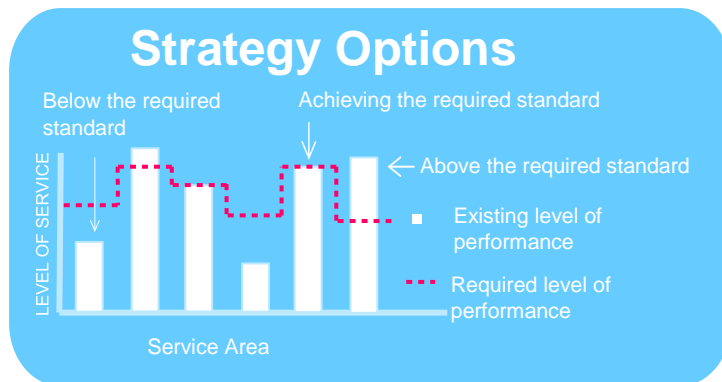 Strategy Options
Below the required
standard
Achieving the required standard
Above the required standard
LEVEL OF SERVICE
Existing level of
performance
Required level of
performance
Service Area